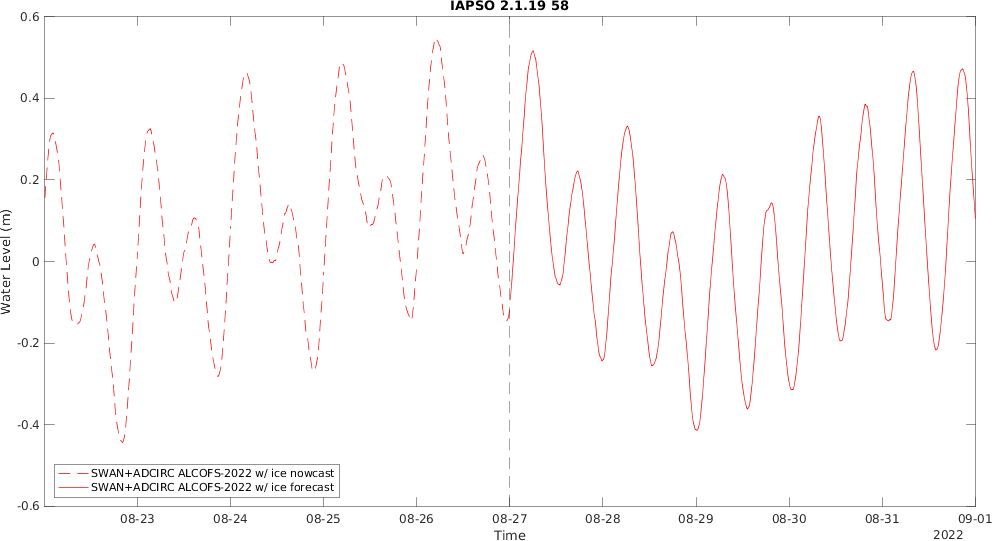 IAPSO 2.1.19 58
0.6
0.4
0.2
0
-0.2
-0.4
-0.6
Water Level (m)
SWAN+ADCIRC ALCOFS-2022 w/ ice nowcast
SWAN+ADCIRC ALCOFS-2022 w/ ice forecast
08-23 08-24 08-25 08-26 08-27 08-28 08-29 08-30 08-31 09-01
Time
2022